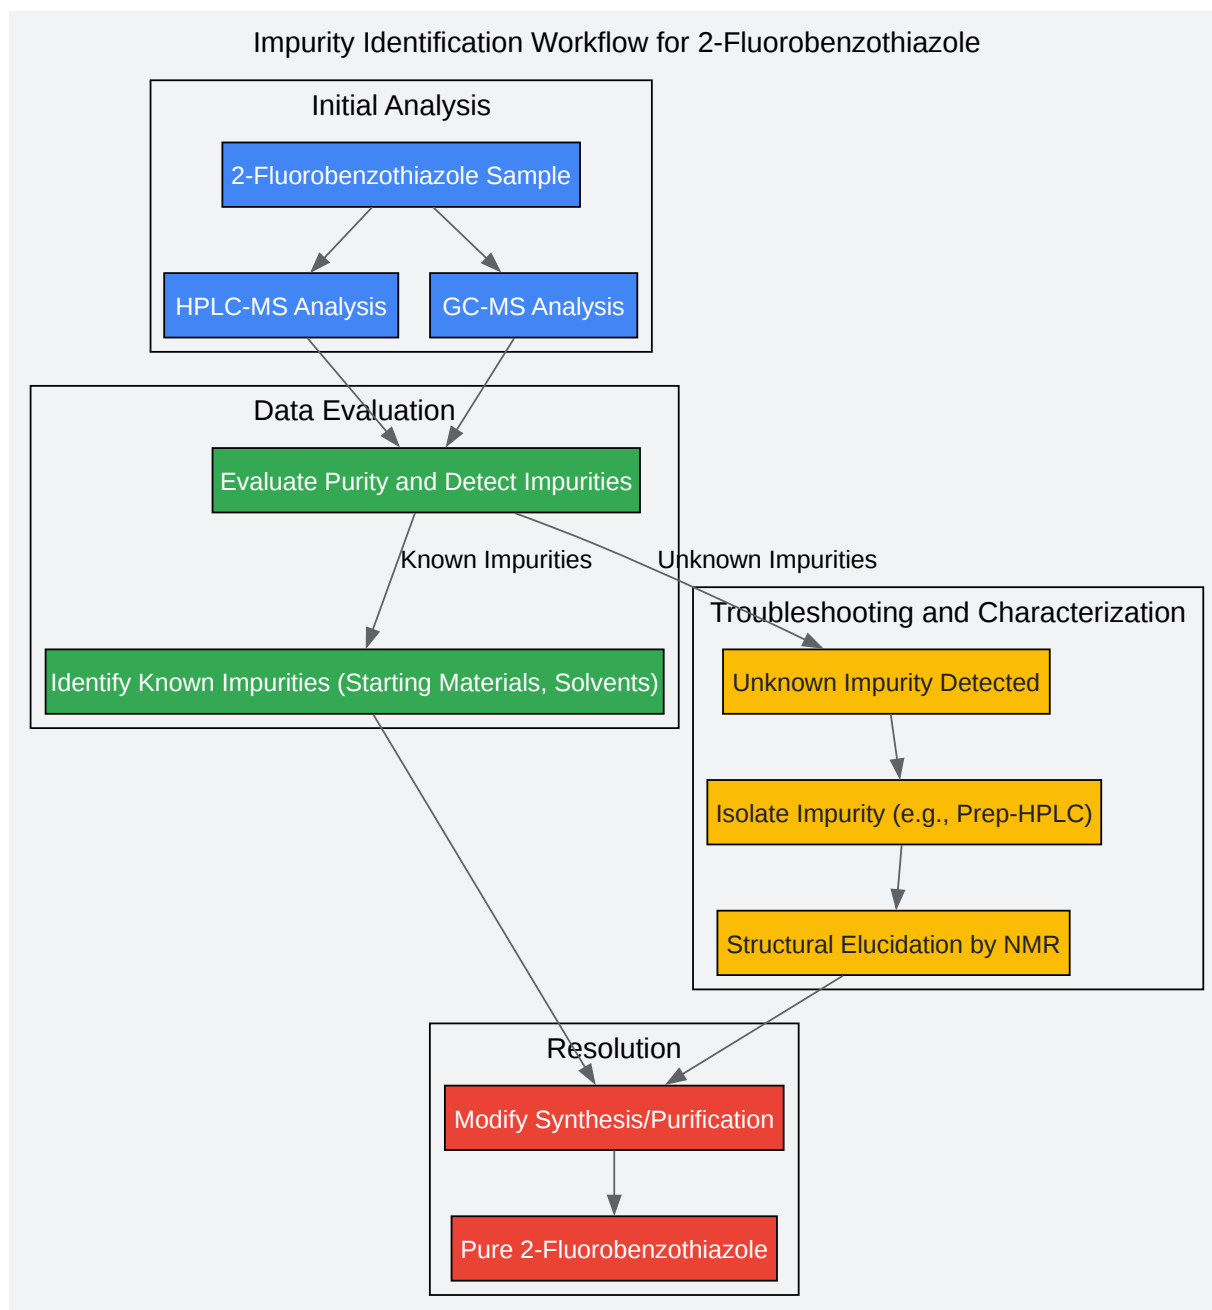 Impurity Identification Workflow for 2-Fluorobenzothiazole
Initial Analysis
2-Fluorobenzothiazole Sample
HPLC-MS Analysis
GC-MS Analysis
Data Evaluation
Evaluate Purity and Detect Impurities
Known Impurities
Unknown Impurities
Identify Known Impurities (Starting Materials, Solvents)
Troubleshooting and Characterization
Unknown Impurity Detected
Isolate Impurity (e.g., Prep-HPLC)
Structural Elucidation by NMR
Resolution
Modify Synthesis/Purification
Pure 2-Fluorobenzothiazole